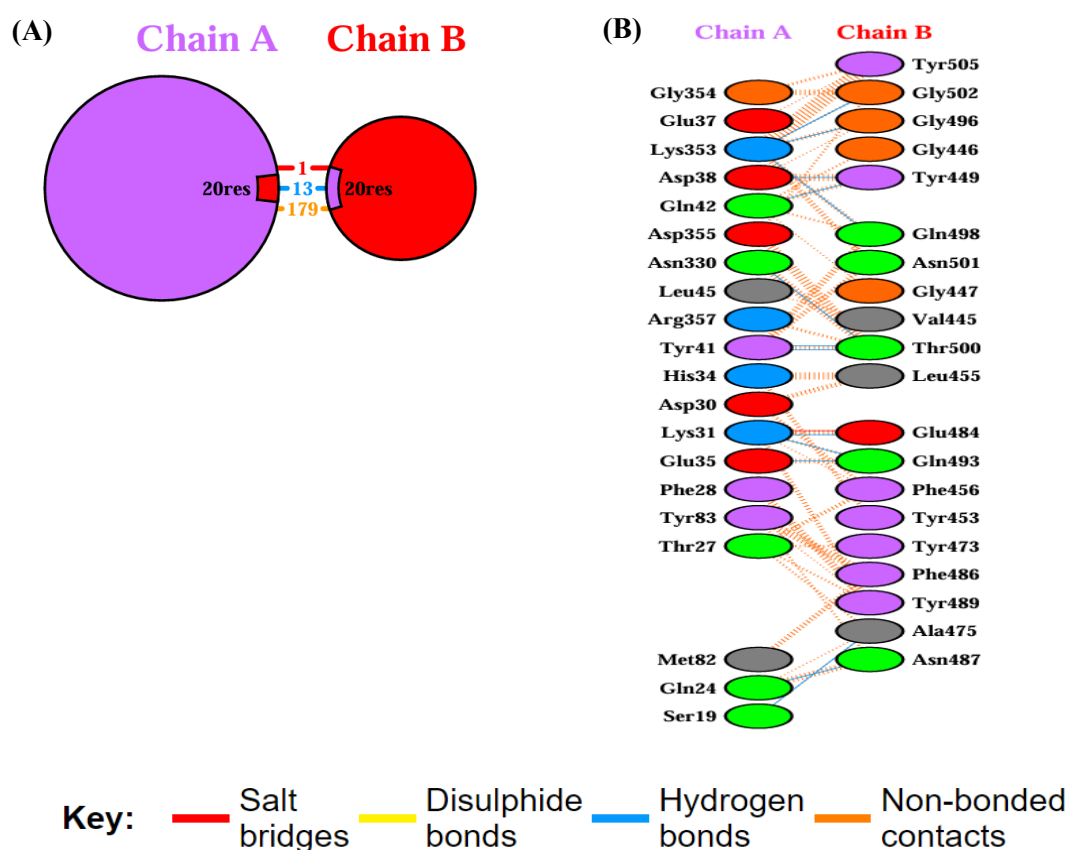 (A)
Chain A Chain B
20res 1 20res
13
179
(B)
Chain A Chain B
Tyr505
Gly354 Gly502
Glu37 Gly496
Lys353 Gly446
Asp38 Tyr449
Gln42
Asp355 Gln498
Asn330 Asn501
Leu45 Gly447
Arg357 Val445
Tyr41 Thr500
His34 Leu455
Asp30
Lys31 Glu484
Glu35 Gln493
Phe28 Phe456
Tyr83 Tyr453
Thr27 Tyr473
Phe486
Tyr489
Ala475
Met82 Asn487
Gln24
Ser19
Key: Salt bridges Disulphide bonds Hydrogen bonds Non-bonded contacts